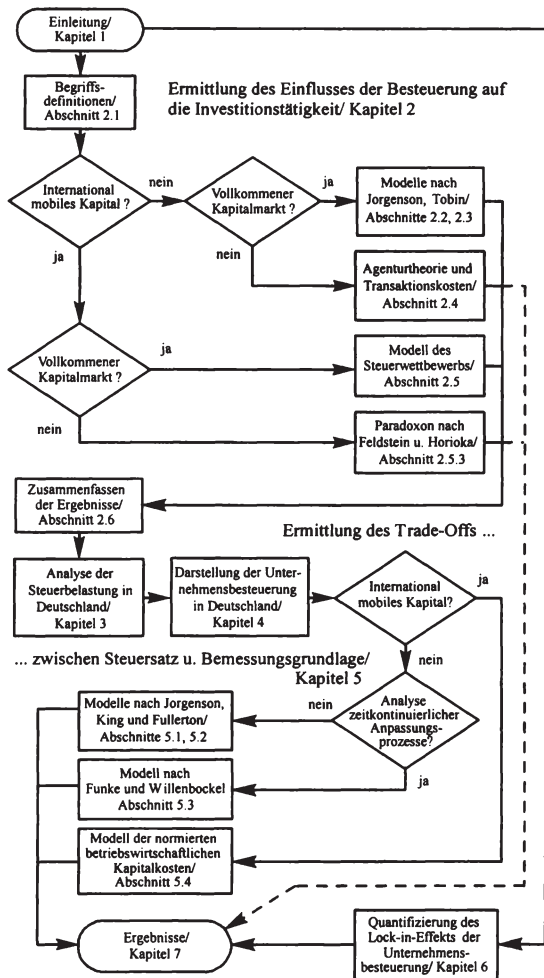 Einleitung/
Kapitel 1
Begriffs-
definitionen/
Abschnitt 2.1
Ermittlung des Einflusses der Besteuerung auf
die Investitionstätigkeit/ Kapitel 2
International
mobiles Kapital ?
nein
Vollkommener
Kapitalmarkt ?
ja
Modelle nach
Jorgenson, Tobin/
Abschnitte 2.2, 2.3
ja
nein
Agenturtheorie und
Transaktionskosten/
Abschnitt 2.4
Vollkommener
Kapitalmarkt ?
ja
Modell des
Steuerwettbewerbs/
Abschnitt 2.5
nein
Paradoxon nach
Feldstein u. Horioka/
Abschnitt 2.5.3
Zusammenfassen
der Ergebnisse/
Abschnitt 2.6
Ermittlung des Trade-Offs ...
Analyse der
Steuerbelastung in
Deutschland/
Kapitel 3
Darstellung der Unter-
nehmensbesteuerung
in Deutschland/
Kapitel 4
International
mobiles Kapital?
ja
nein
... zwischen Steuersatz u. Bemessungsgrundlage/
Kapitel 5
Modelle nach Jorgenson,
King und Fullerton/
Abschnitte 5.1, 5.2
nein
Analyse
zeitkontinuierlicher
Anpassungs-
prozesse?
ja
Modell nach
Funke und Willenbockel
Abschnitt 5.3
Modell der normierten
betriebswirtschaftlichen
Kapitalkosten/
Abschnitt 5.4
Ergebnisse/
Kapitel 7
Quantifizierung des
Lock-in-Effekts der
Unternehmens-
besteuerung/ Kapitel 6